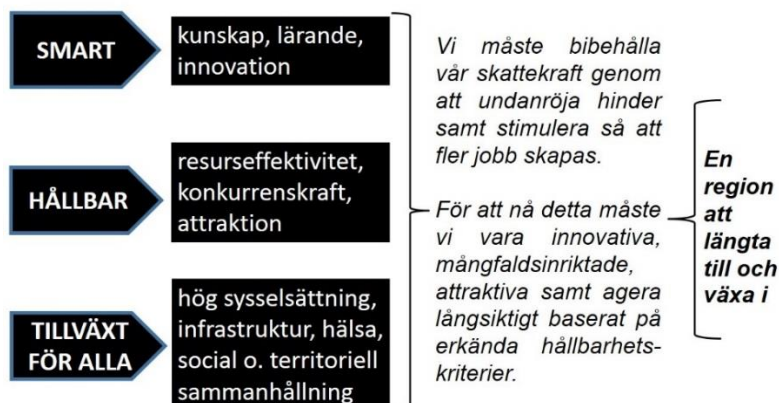 SMART
kunskap, lärande,
innovation
HÅLLBAR
resurseffektivitet,
konkurrenskraft,
attraktion
TILLVÄXT
FÖR ALLA
hög sysselsättning,
infrastruktur, hälsa,
social o. territoriell
sammanhållning
Vi måste bibehålla
vår skattekraft genom
att undanröja hinder
samt stimulera så att
fler jobb skapas.
För att nå detta måste
vi vara innovativa,
mångfaldsinriktade,
attraktiva samt agera
långsiktigt baserat på
erkända hållbarhets-
kriterier.
En
region
att
längta
till och
växa i